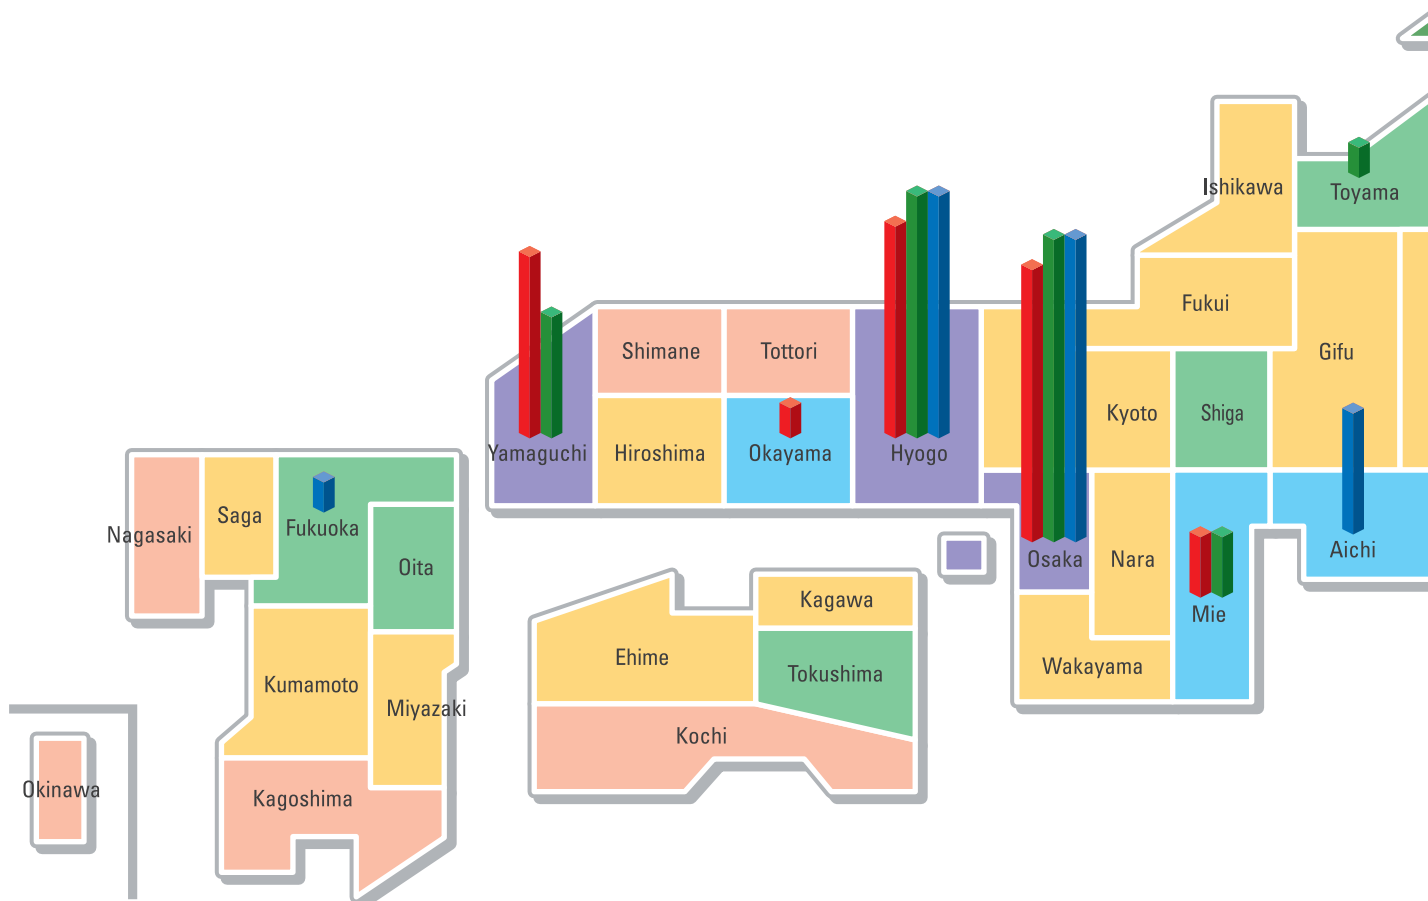 Ishikawa
Toyama
Fukui
Shimane
Tottori
Gifu
Kyoto
Shiga
Yamaguchi
Hiroshima
Okayama
Hyogo
Nagasaki
Saga
Fukuoka
Oita
Osaka
Nara
Aichi
Mie
Kagawa
Ehime
Tokushima
Wakayama
Kumamoto
Miyazaki
Kochi
Okinawa
Kagoshima